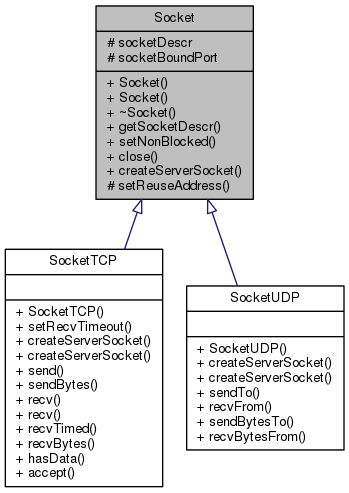 Socket
# socketDescr
# socketBoundPort
+ Socket()
+ Socket()
+ ~Socket()
+ getSocketDescr()
+ setNonBlocked()
+ close()
+ createServerSocket()
# setReuseAddress()
SocketTCP
+ SocketTCP()
+ setRecvTimeout()
+ createServerSocket()
+ createServerSocket()
+ send()
+ sendBytes()
+ recv()
+ recv()
+ recvTimed()
+ recvBytes()
+ hasData()
+ accept()
SocketUDP
+ SocketUDP()
+ createServerSocket()
+ createServerSocket()
+ sendTo()
+ recvFrom()
+ sendBytesTo()
+ recvBytesFrom()